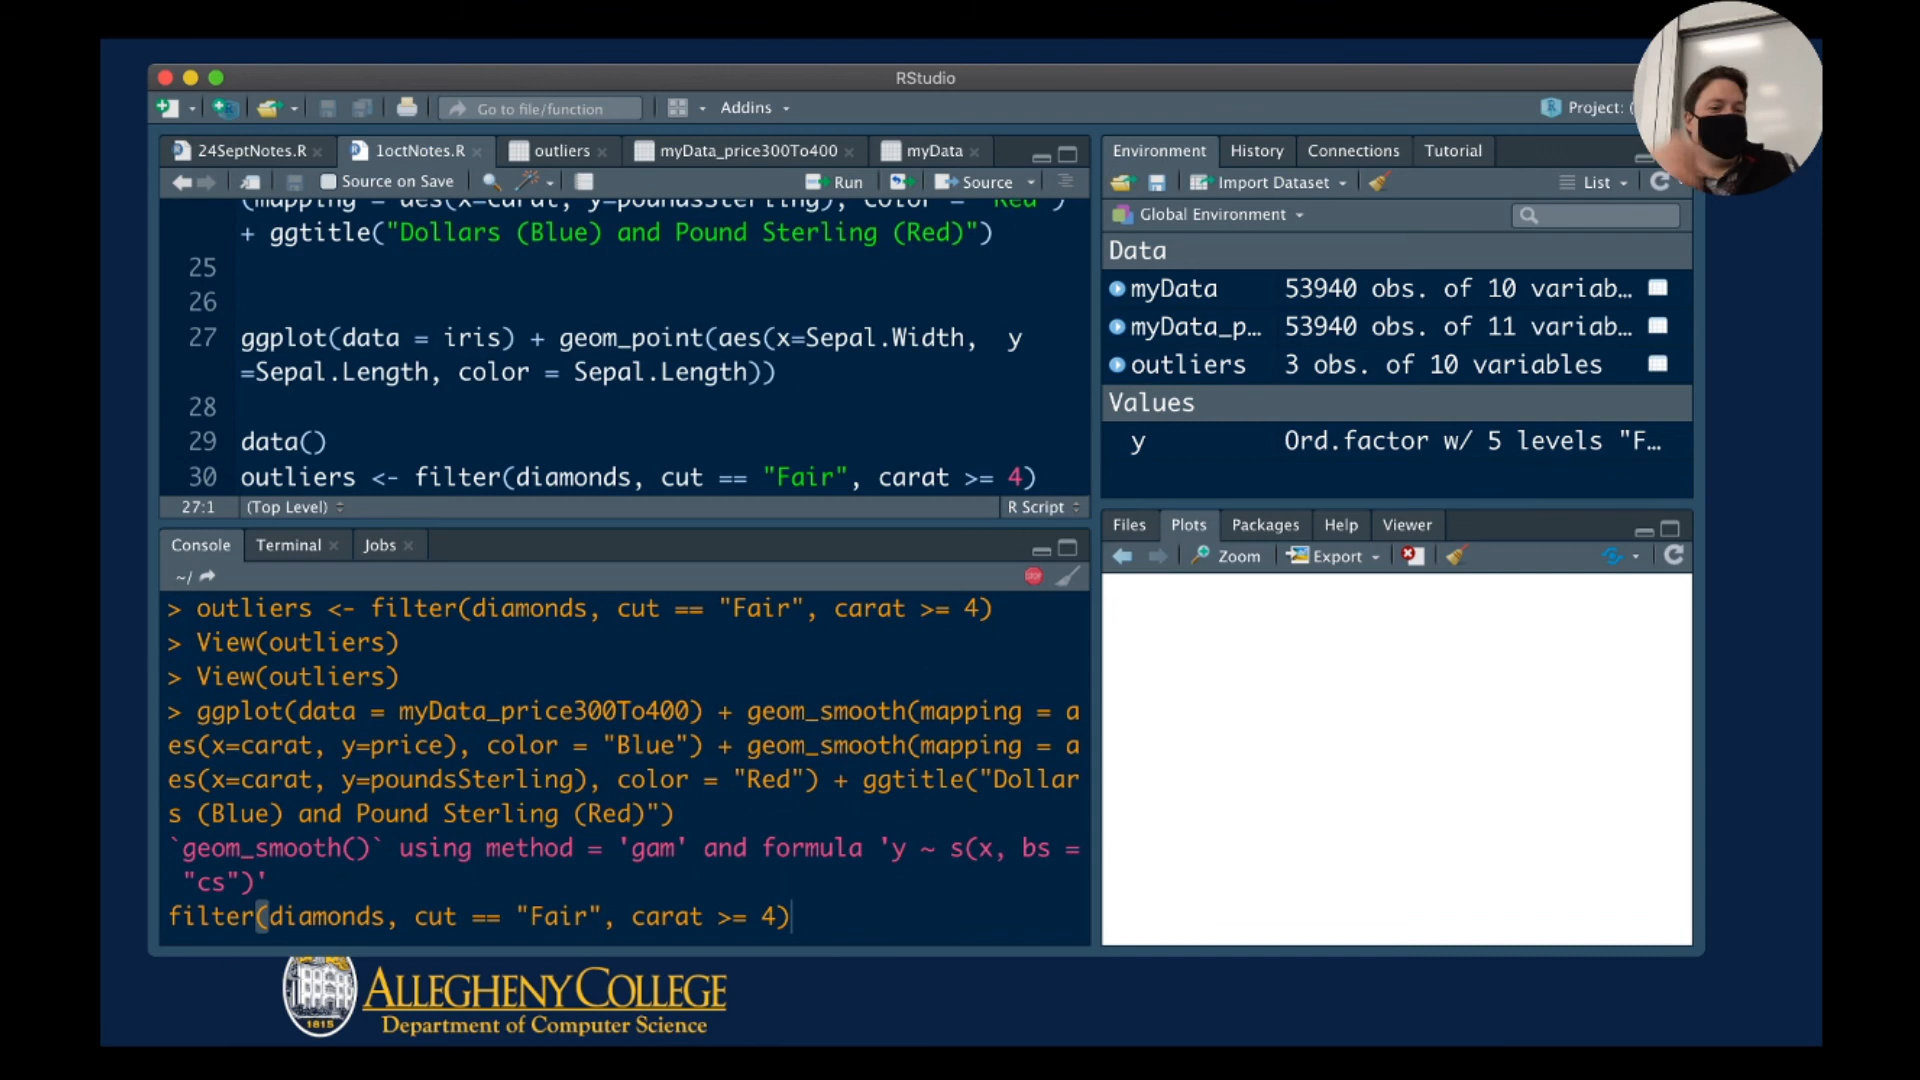 RStudio
Go to file/function
Addins
Project: (
24SeptNotes.R
1octNotes.R
outliers
myData_price300To400
myData
Source on Save
Run
Source
(mapping = aes(x=carat, y=poundsSterling), color = "Red")
+ ggtitle("Dollars (Blue) and Pound Sterling (Red)")
25
26
27 ggplot(data = iris) + geom_point(aes(x=Sepal.Width, y
=Sepal.Length, color = Sepal.Length))
28
29 data()
30 outliers <- filter(diamonds, cut == "Fair", carat >= 4)
27:1 (Top Level) R Script
Console Terminal Jobs
~/
> outliers <- filter(diamonds, cut == "Fair", carat >= 4)
> View(outliers)
> View(outliers)
> ggplot(data = myData_price300To400) + geom_smooth(mapping = a
es(x=carat, y=price), color = "Blue") + geom_smooth(mapping = a
es(x=carat, y=poundsSterling), color = "Red") + ggtitle("Dollar
s (Blue) and Pound Sterling (Red)")
`geom_smooth()` using method = 'gam' and formula 'y ~ s(x, bs =
"cs")'
filter(diamonds, cut == "Fair", carat >= 4)
Environment History Connections Tutorial
Import Dataset
List
Global Environment
Data
myData 53940 obs. of 10 variab…
myData_p… 53940 obs. of 11 variab…
outliers 3 obs. of 10 variables
Values
y Ord.factor w/ 5 levels "F…
Files Plots Packages Help Viewer
Zoom
Export
1815
ALLEGHENY COLLEGE
Department of Computer Science